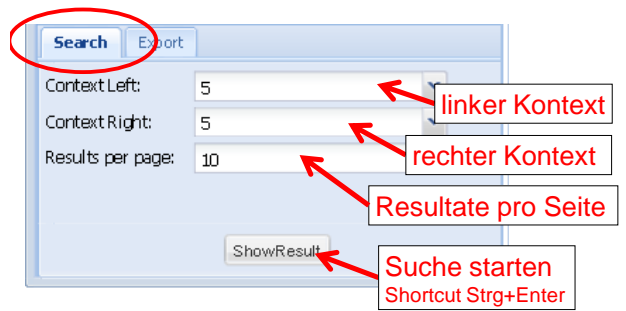 Search Export
Context Left: 5
linker Kontext
Context Right: 5
rechter Kontext
Results per page: 10
Resultate pro Seite
ShowResult
Suche starten
Shortcut Strg+Enter